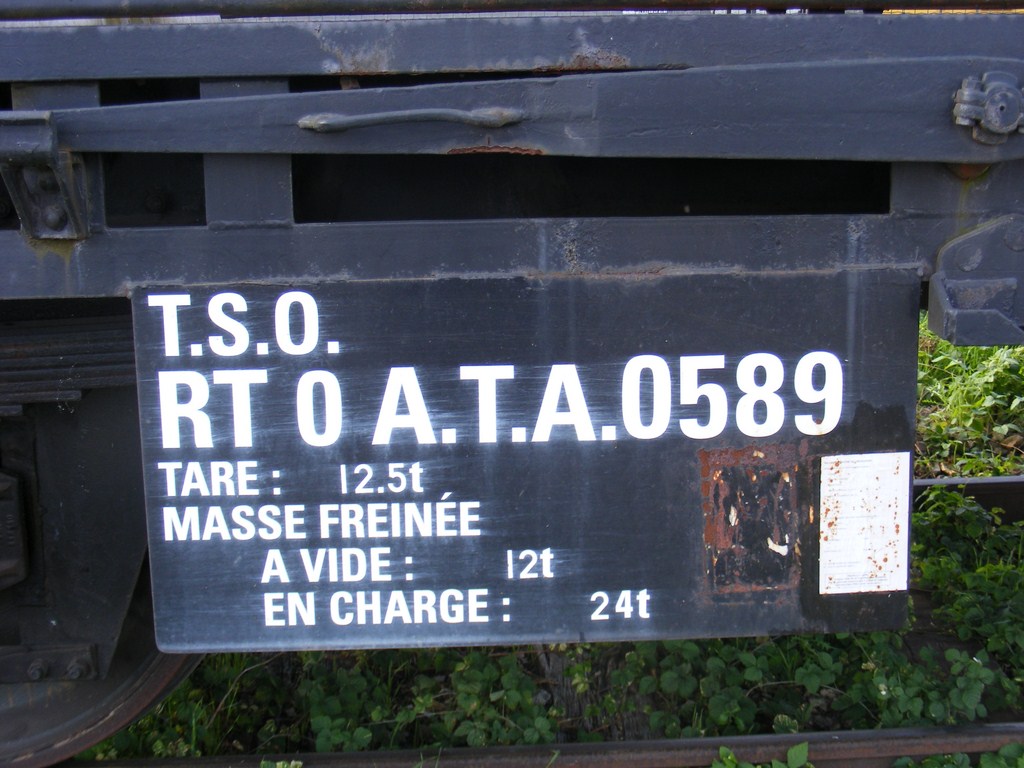 T.S.O.
RT 0 A.T.A.0589
TARE : 12.5t
MASSE FREINÉE
A VIDE : 12t
EN CHARGE : 24t